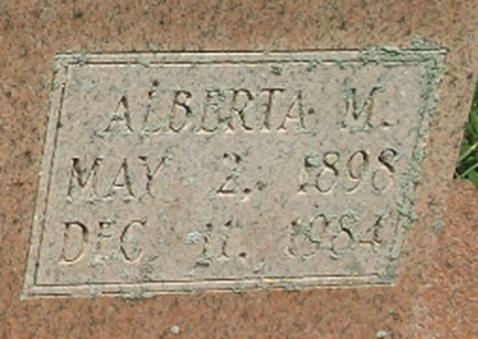 ALBERTA M.
MAY 2, 1898
DEC 11, 1984